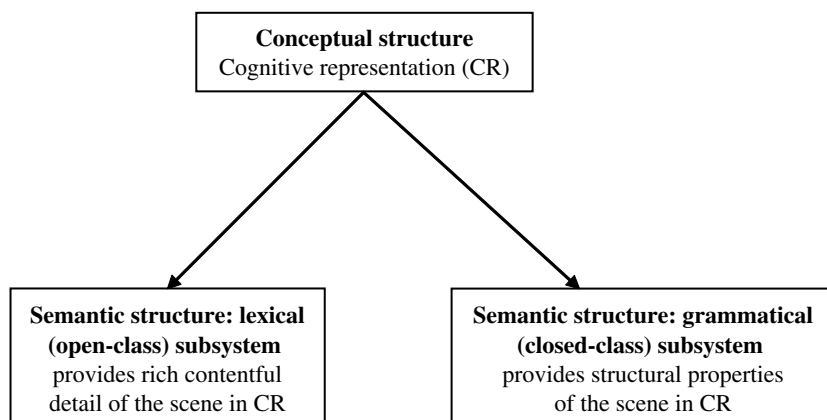 Conceptual structure
Cognitive representation (CR)
Semantic structure: lexical
(open-class) subsystem
provides rich contentful
detail of the scene in CR
Semantic structure: grammatical
(closed-class) subsystem
provides structural properties
of the scene in CR